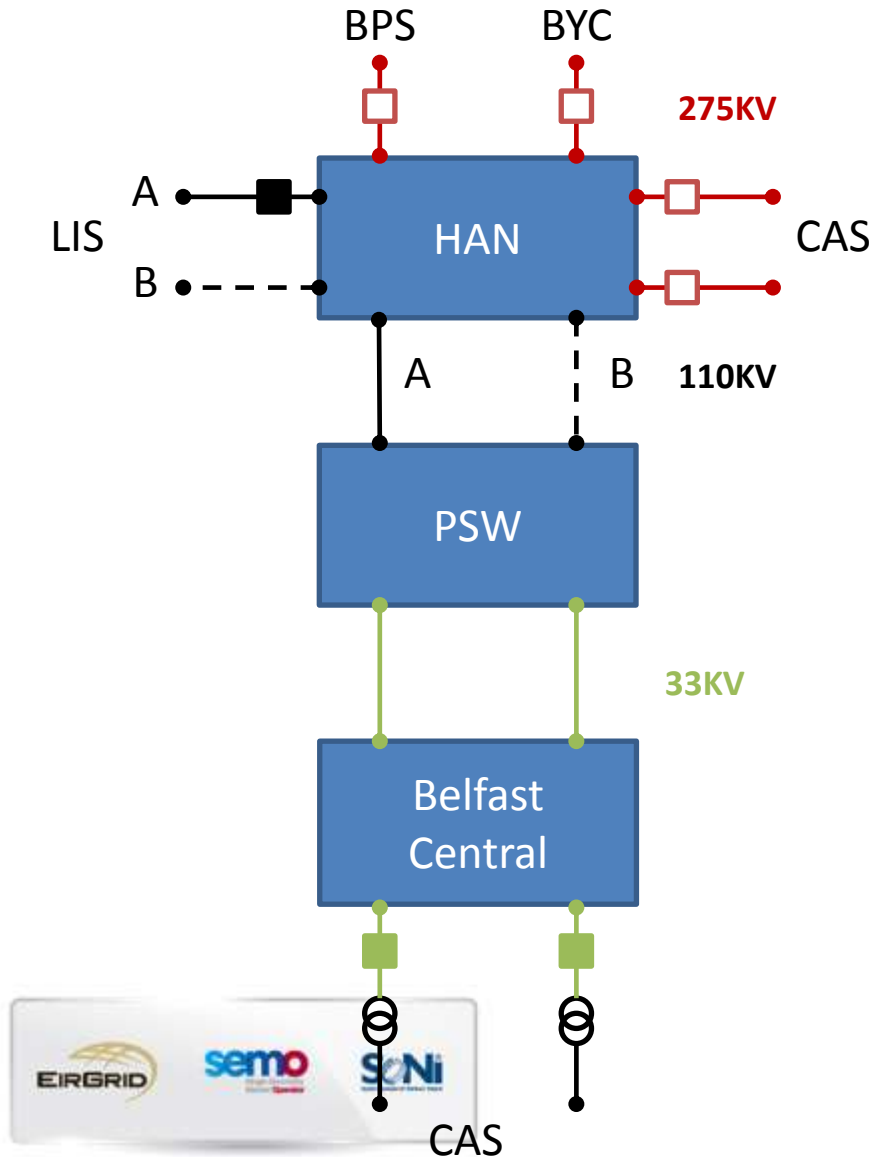 BPS BYC
275KV
A
LIS
HAN
CAS
B
A
B
110KV
PSW
33KV
Belfast
Central
EIRGRID
semo
SONi
CAS